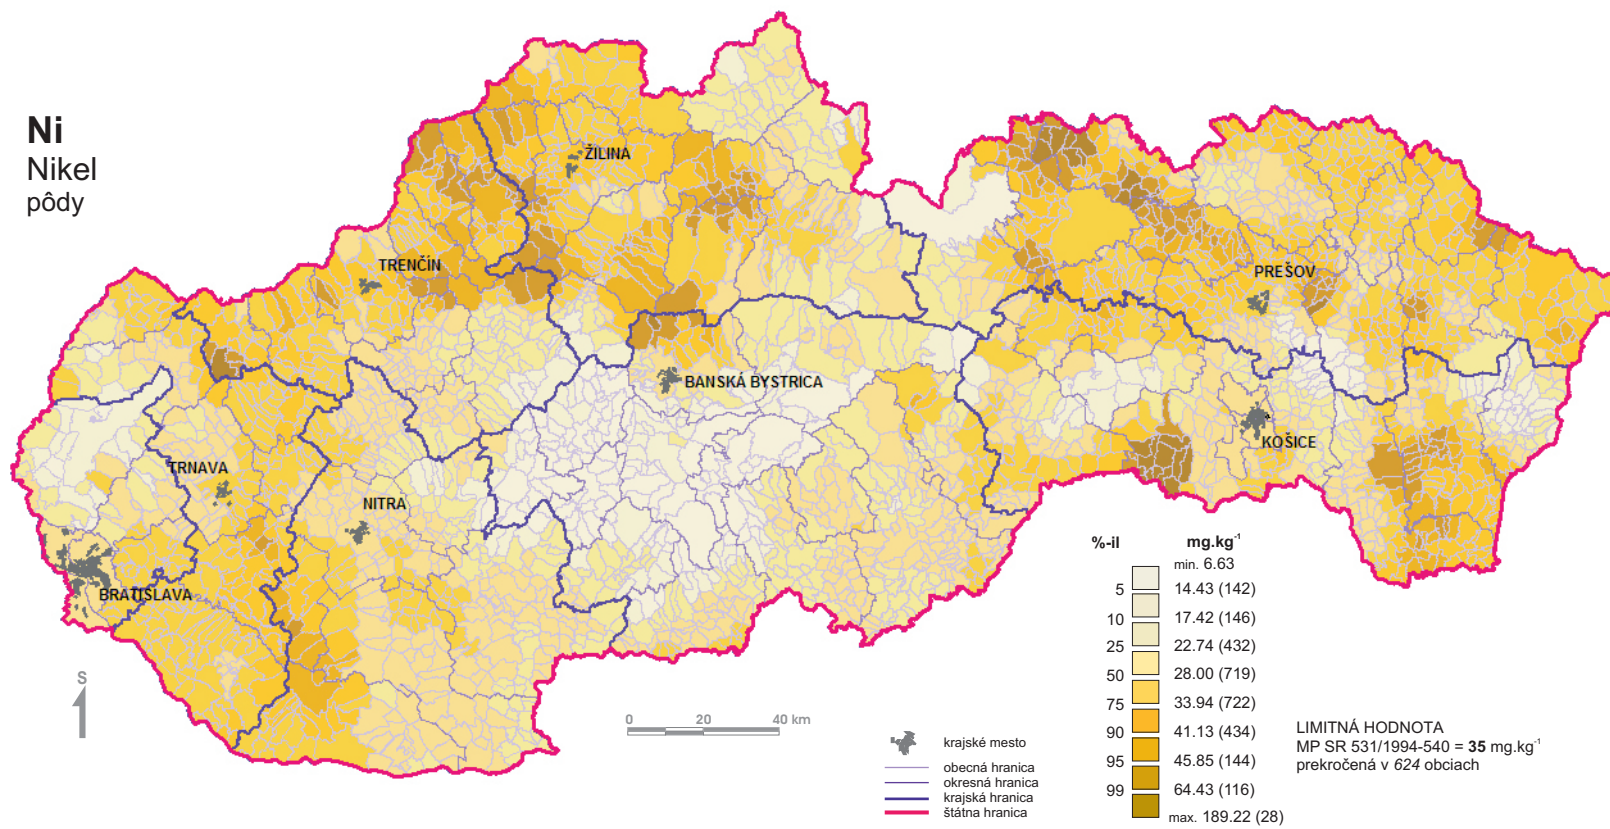 Ni
Nikel
pôdy
ŽILINA
TRENČÍN
PREŠOV
BANSKÁ BYSTRICA
KOŠICE
TRNAVA
NITRA
BRATISLAVA
S
0 20 40 km
krajské mesto
obecná hranica
okresná hranica
krajská hranica
štátna hranica
%-il mg.kg⁻¹
min. 6.63
5 14.43 (142)
10 17.42 (146)
25 22.74 (432)
50 28.00 (719)
75 33.94 (722)
90 41.13 (434)
95 45.85 (144)
99 64.43 (116)
max. 189.22 (28)
LIMITNÁ HODNOTA
MP SR 531/1994-540 = 35 mg.kg⁻¹
prekročená v 624 obciach